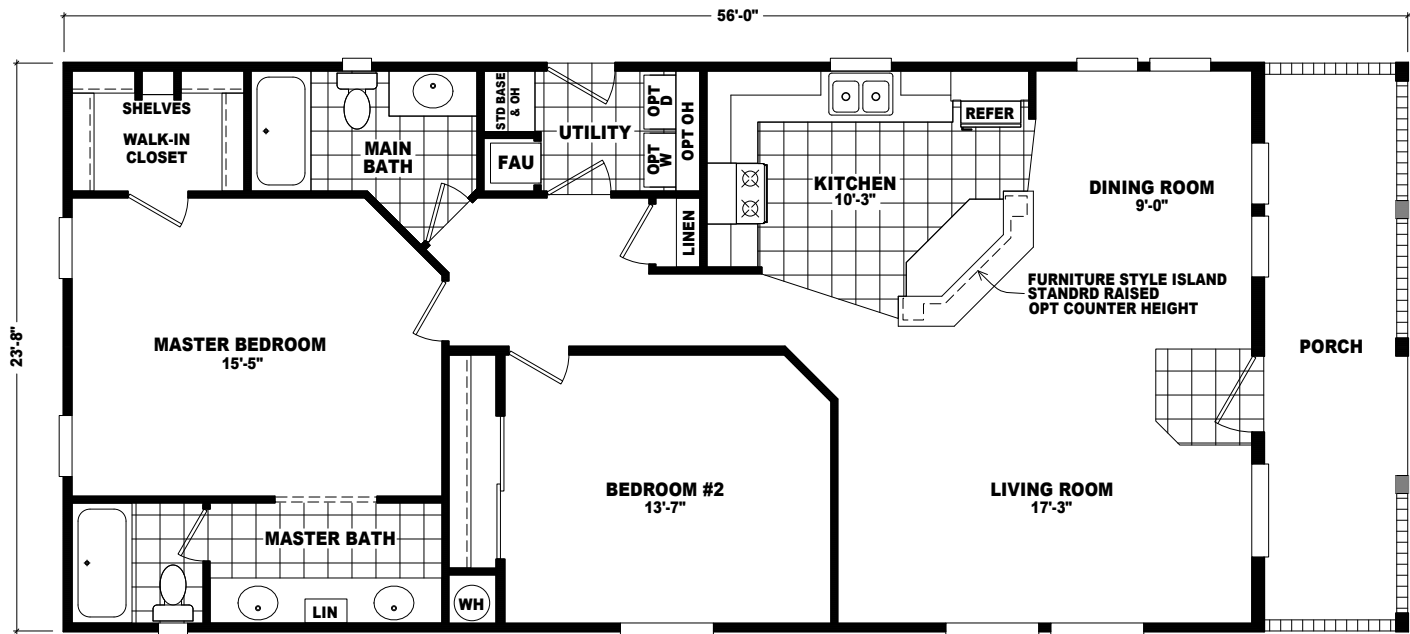 56'-0"
23'-8"
SHELVES
WALK-IN
CLOSET
MAIN
BATH
STD BASE
& OH
FAU
UTILITY
OPT
D
OPT
W
OPT OH
LINEN
REFER
KITCHEN
10'-3"
DINING ROOM
9'-0"
FURNITURE STYLE ISLAND
STANDRD RAISED
OPT COUNTER HEIGHT
MASTER BEDROOM
15'-5"
PORCH
BEDROOM #2
13'-7"
LIVING ROOM
17'-3"
MASTER BATH
LIN
WH